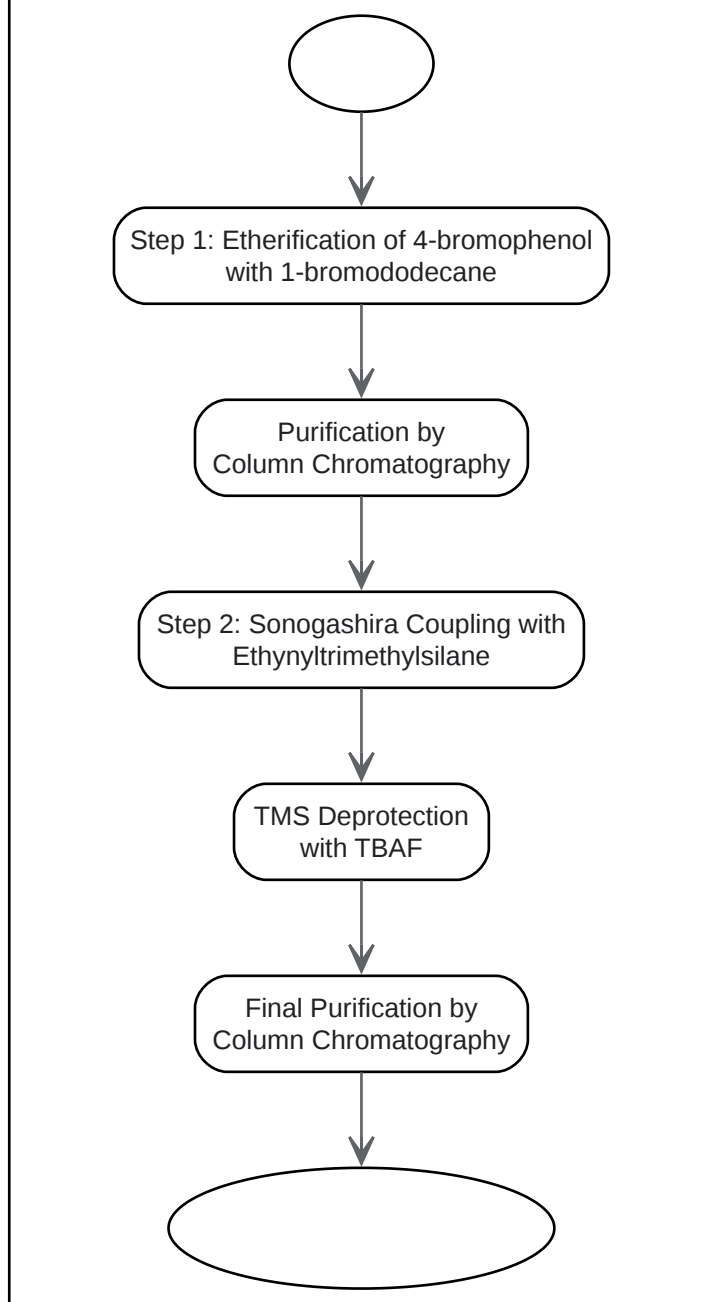 Step 1: Etherification of 4-bromophenol
with 1-bromododecane
Purification by
Column Chromatography
Step 2: Sonogashira Coupling with
Ethynyltrimethylsilane
TMS Deprotection
with TBAF
Final Purification by
Column Chromatography